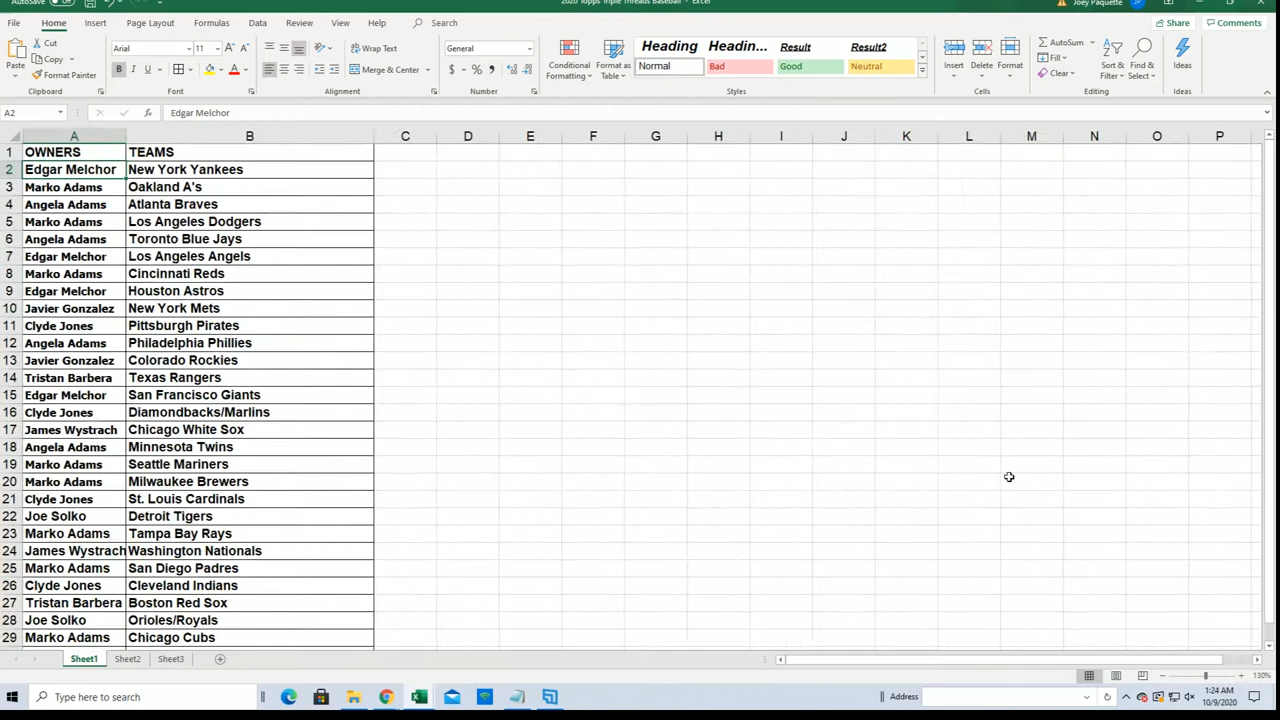 AutoSave Off 2020 Topps Triple Threads Baseball - Excel Joey Paquette
File Home Insert Page Layout Formulas Data Review View Help Search Share Comments
Paste Cut Copy Format Painter Clipboard
Arial 11 A A B I U A Font
Wrap Text Merge & Center Alignment
General $ % , Number
Conditional Formatting Format as Table
Heading Headin... Result Result2
Normal Bad Good Neutral Styles
Insert Delete Format Cells
AutoSum Fill Clear Sort & Filter Find & Select Editing
Ideas Ideas
A2 fx Edgar Melchor
A B C D E F G H I J K L M N O P
1 OWNERS TEAMS
2 Edgar Melchor New York Yankees
3 Marko Adams Oakland A's
4 Angela Adams Atlanta Braves
5 Marko Adams Los Angeles Dodgers
6 Angela Adams Toronto Blue Jays
7 Edgar Melchor Los Angeles Angels
8 Marko Adams Cincinnati Reds
9 Edgar Melchor Houston Astros
10 Javier Gonzalez New York Mets
11 Clyde Jones Pittsburgh Pirates
12 Angela Adams Philadelphia Phillies
13 Javier Gonzalez Colorado Rockies
14 Tristan Barbera Texas Rangers
15 Edgar Melchor San Francisco Giants
16 Clyde Jones Diamondbacks/Marlins
17 James Wystrach Chicago White Sox
18 Angela Adams Minnesota Twins
19 Marko Adams Seattle Mariners
20 Marko Adams Milwaukee Brewers
21 Clyde Jones St. Louis Cardinals
22 Joe Solko Detroit Tigers
23 Marko Adams Tampa Bay Rays
24 James Wystrach Washington Nationals
25 Marko Adams San Diego Padres
26 Clyde Jones Cleveland Indians
27 Tristan Barbera Boston Red Sox
28 Joe Solko Orioles/Royals
29 Marko Adams Chicago Cubs
Sheet1 Sheet2 Sheet3
130%
Type here to search Address 1:24 AM
10/9/2020